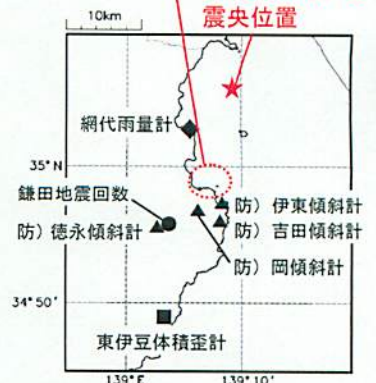 10km
震央位置
網代雨量計
35°N
鎌田地震回数
防）伊東傾斜計
防）徳永傾斜計
防）吉田傾斜計
防）岡傾斜計
34°50'
東伊豆体積歪計
139°E
139°10'